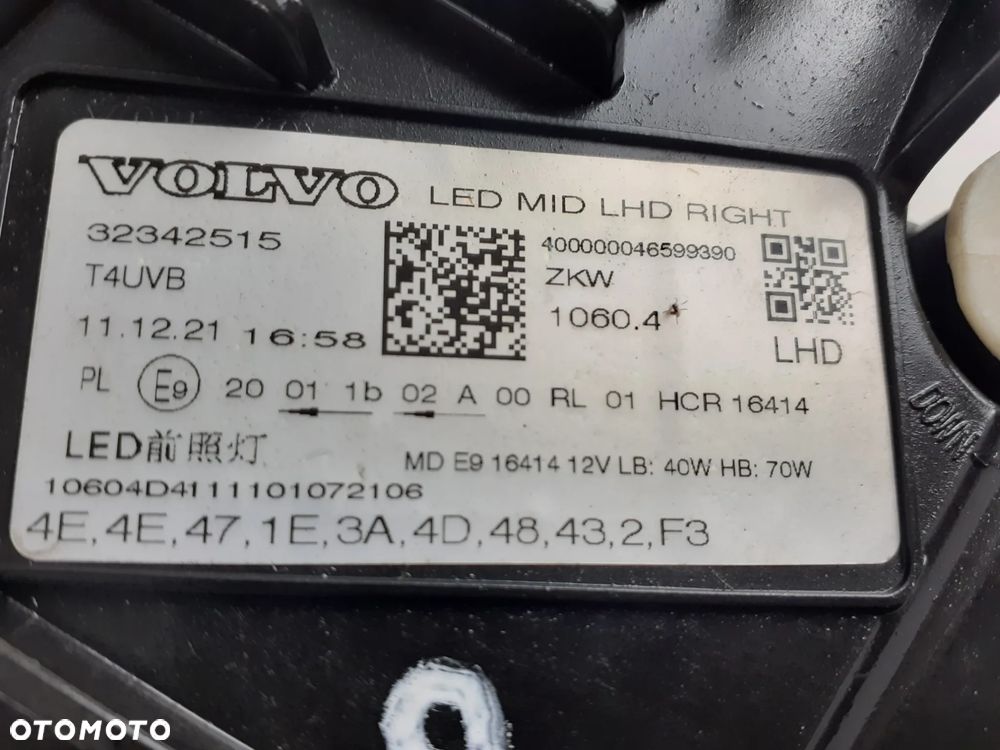 VOLVO LED MID LHD RIGHT
32342515
400000046599390
T4UVB
ZKW
11.12.21 16:58
1060.4
LHD
PL E9 20 01 1b 02 A 00 RL 01 HCR 16414
LED前照灯
MD E9 16414 12V LB: 40W HB: 70W
10604D4111101072106
4E,4E,47,1E,3A,4D,48,43,2,F3
DOWN
OTOMOTO